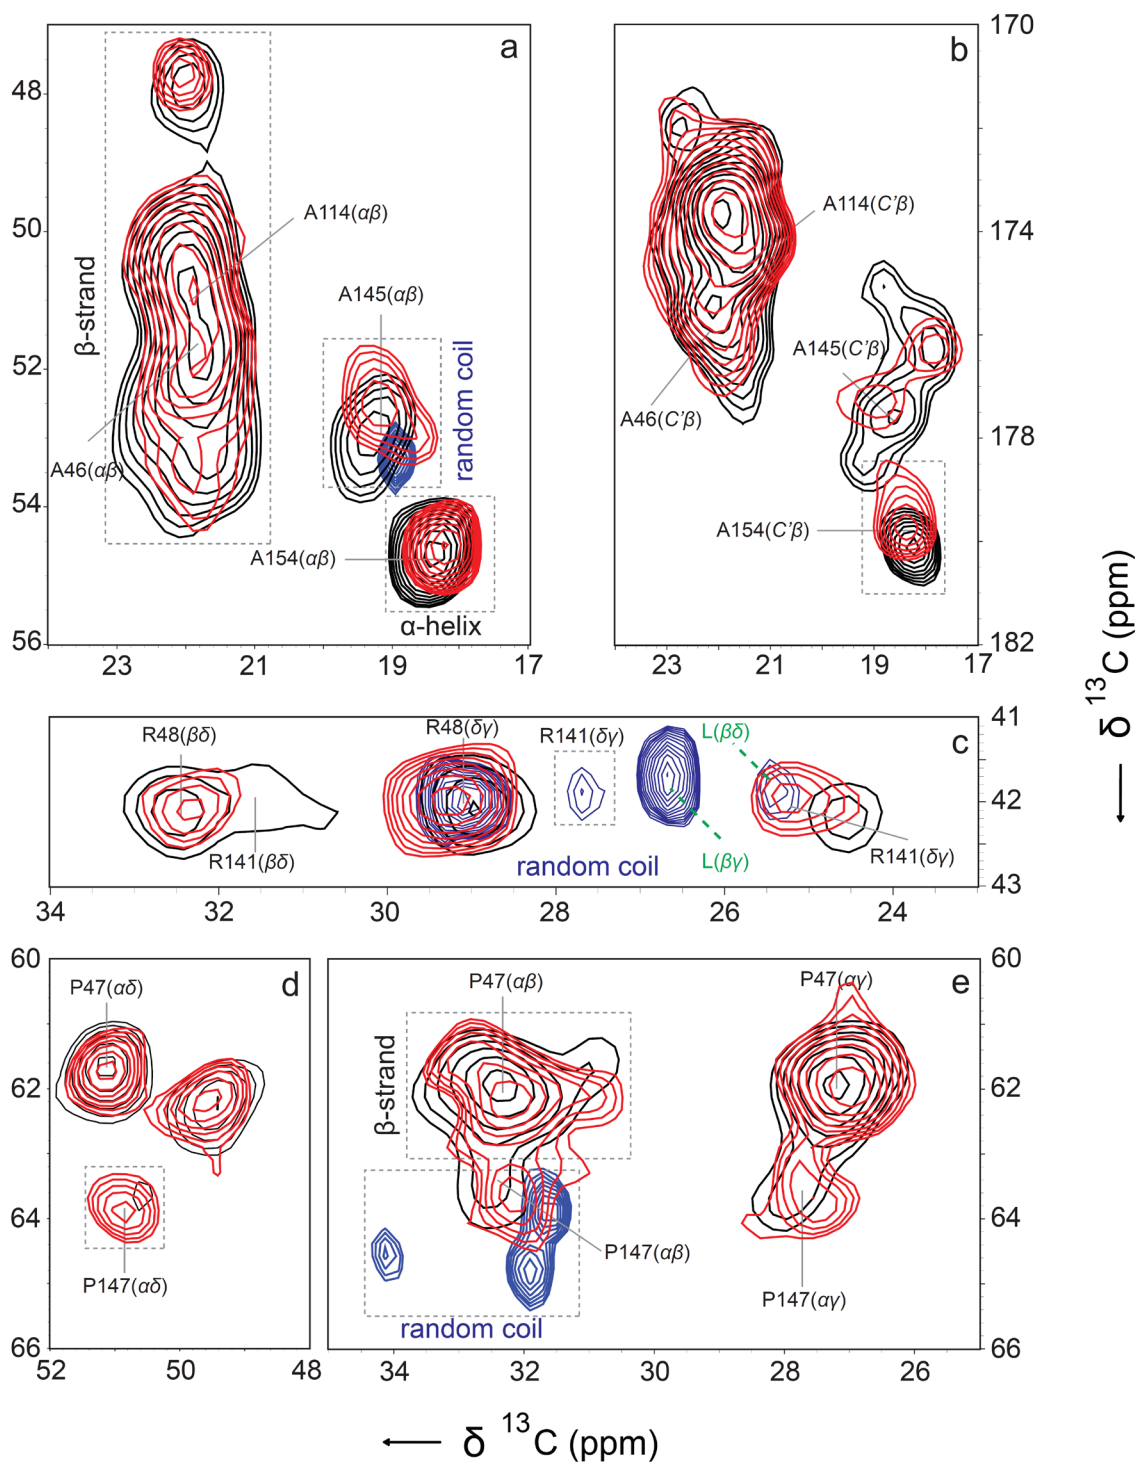 a
48
50
52
54
56
β-strand
A114(αβ)
A145(αβ)
A46(αβ)
A154(αβ)
random coil
α-helix
23
21
19
17
b
170
174
178
182
A114(C'β)
A145(C'β)
A46(C'β)
A154(C'β)
23
21
19
17
δ 13C (ppm)
c
R48(βδ)
R48(δγ)
R141(δγ)
L(βδ)
R141(βδ)
random coil
L(βγ)
R141(δγ)
41
42
43
34
32
30
28
26
24
d
60
62
64
66
P47(αδ)
P147(αδ)
52
50
48
e
P47(αβ)
P47(αγ)
β-strand
P147(αβ)
P147(αγ)
random coil
60
62
64
66
34
32
30
28
26
δ 13C (ppm)